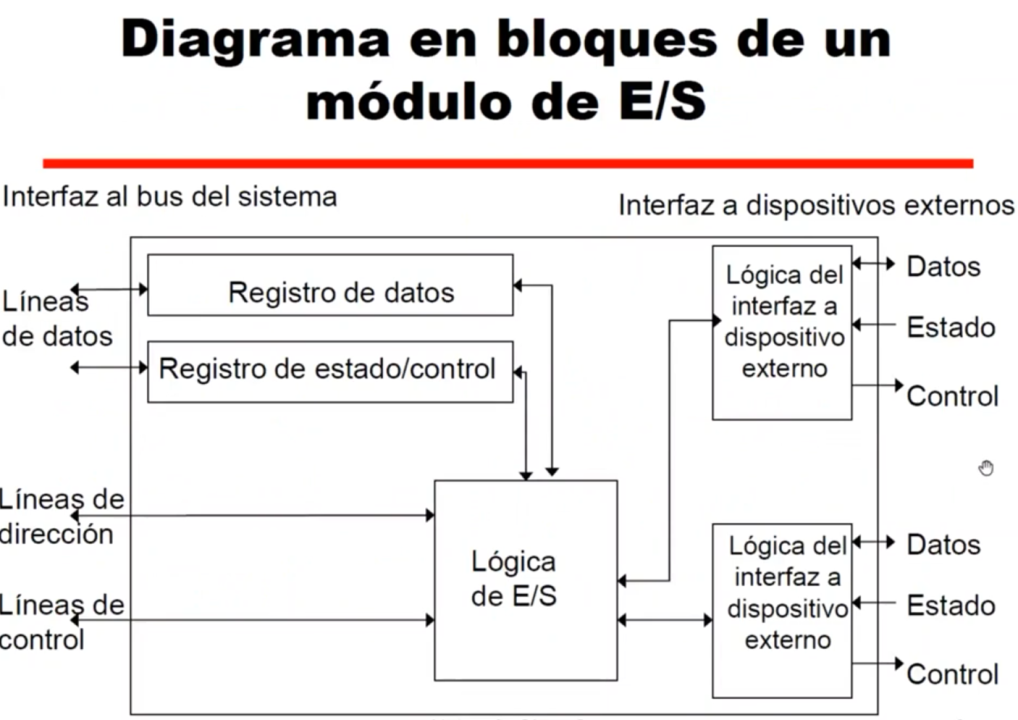 Diagrama en bloques de un
módulo de E/S
Interfaz al bus del sistema
Interfaz a dispositivos externos
Líneas
de datos
Registro de datos
Registro de estado/control
Lógica del
interfaz a
dispositivo
externo
Datos
Estado
Control
Líneas de
dirección
Líneas de
control
Lógica
de E/S
Lógica del
interfaz a
dispositivo
externo
Datos
Estado
Control